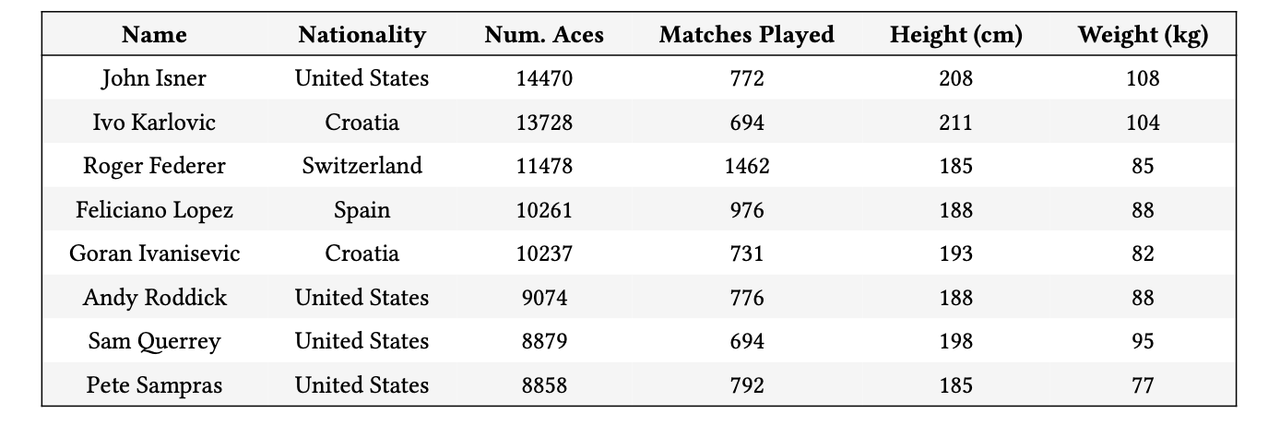 Name Nationality Num. Aces Matches Played Height (cm) Weight (kg)
John Isner United States 14470 772 208 108
Ivo Karlovic Croatia 13728 694 211 104
Roger Federer Switzerland 11478 1462 185 85
Feliciano Lopez Spain 10261 976 188 88
Goran Ivanisevic Croatia 10237 731 193 82
Andy Roddick United States 9074 776 188 88
Sam Querrey United States 8879 694 198 95
Pete Sampras United States 8858 792 185 77